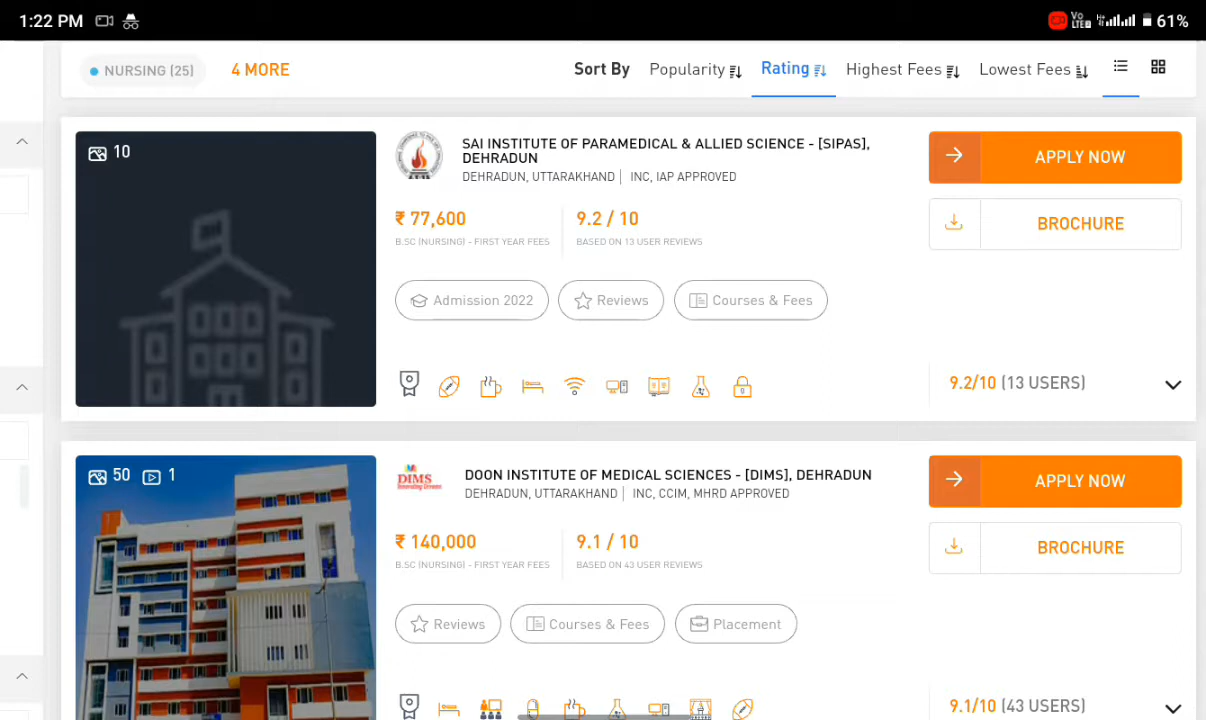 1:22 PM
Vo LTE 61%
NURSING (25) 4 MORE Sort By Popularity Rating Highest Fees Lowest Fees
10
SAI INSTITUTE OF PARAMEDICAL & ALLIED SCIENCE - [SIPAS],
DEHRADUN
DEHRADUN, UTTARAKHAND | INC, IAP APPROVED
APPLY NOW
₹ 77,600 9.2 / 10
B.SC (NURSING) - FIRST YEAR FEES BASED ON 13 USER REVIEWS
BROCHURE
Admission 2022 Reviews Courses & Fees
9.2/10 (13 USERS)
50 1
DIMS
DOON INSTITUTE OF MEDICAL SCIENCES - [DIMS], DEHRADUN
DEHRADUN, UTTARAKHAND | INC, CCIM, MHRD APPROVED
APPLY NOW
₹ 140,000 9.1 / 10
B.SC (NURSING) - FIRST YEAR FEES BASED ON 43 USER REVIEWS
BROCHURE
Reviews Courses & Fees Placement
9.1/10 (43 USERS)